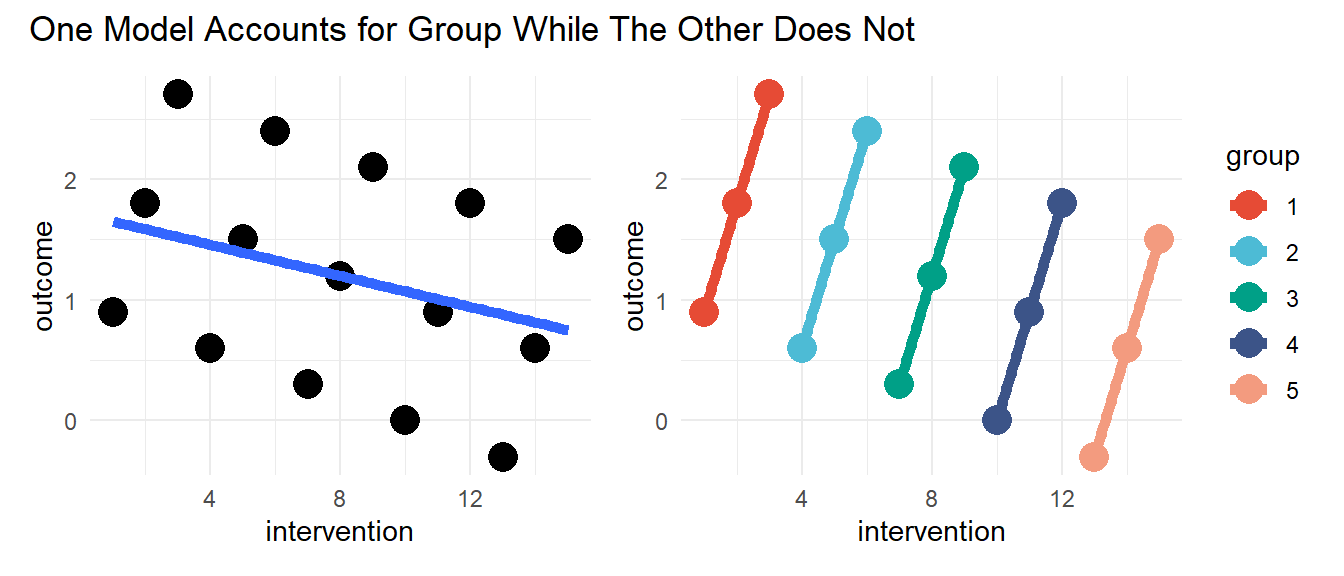 One Model Accounts for Group While The Other Does Not
outcome
2
1
0
4 8 12
intervention
outcome
2
1
0
4 8 12
intervention
group
1
2
3
4
5